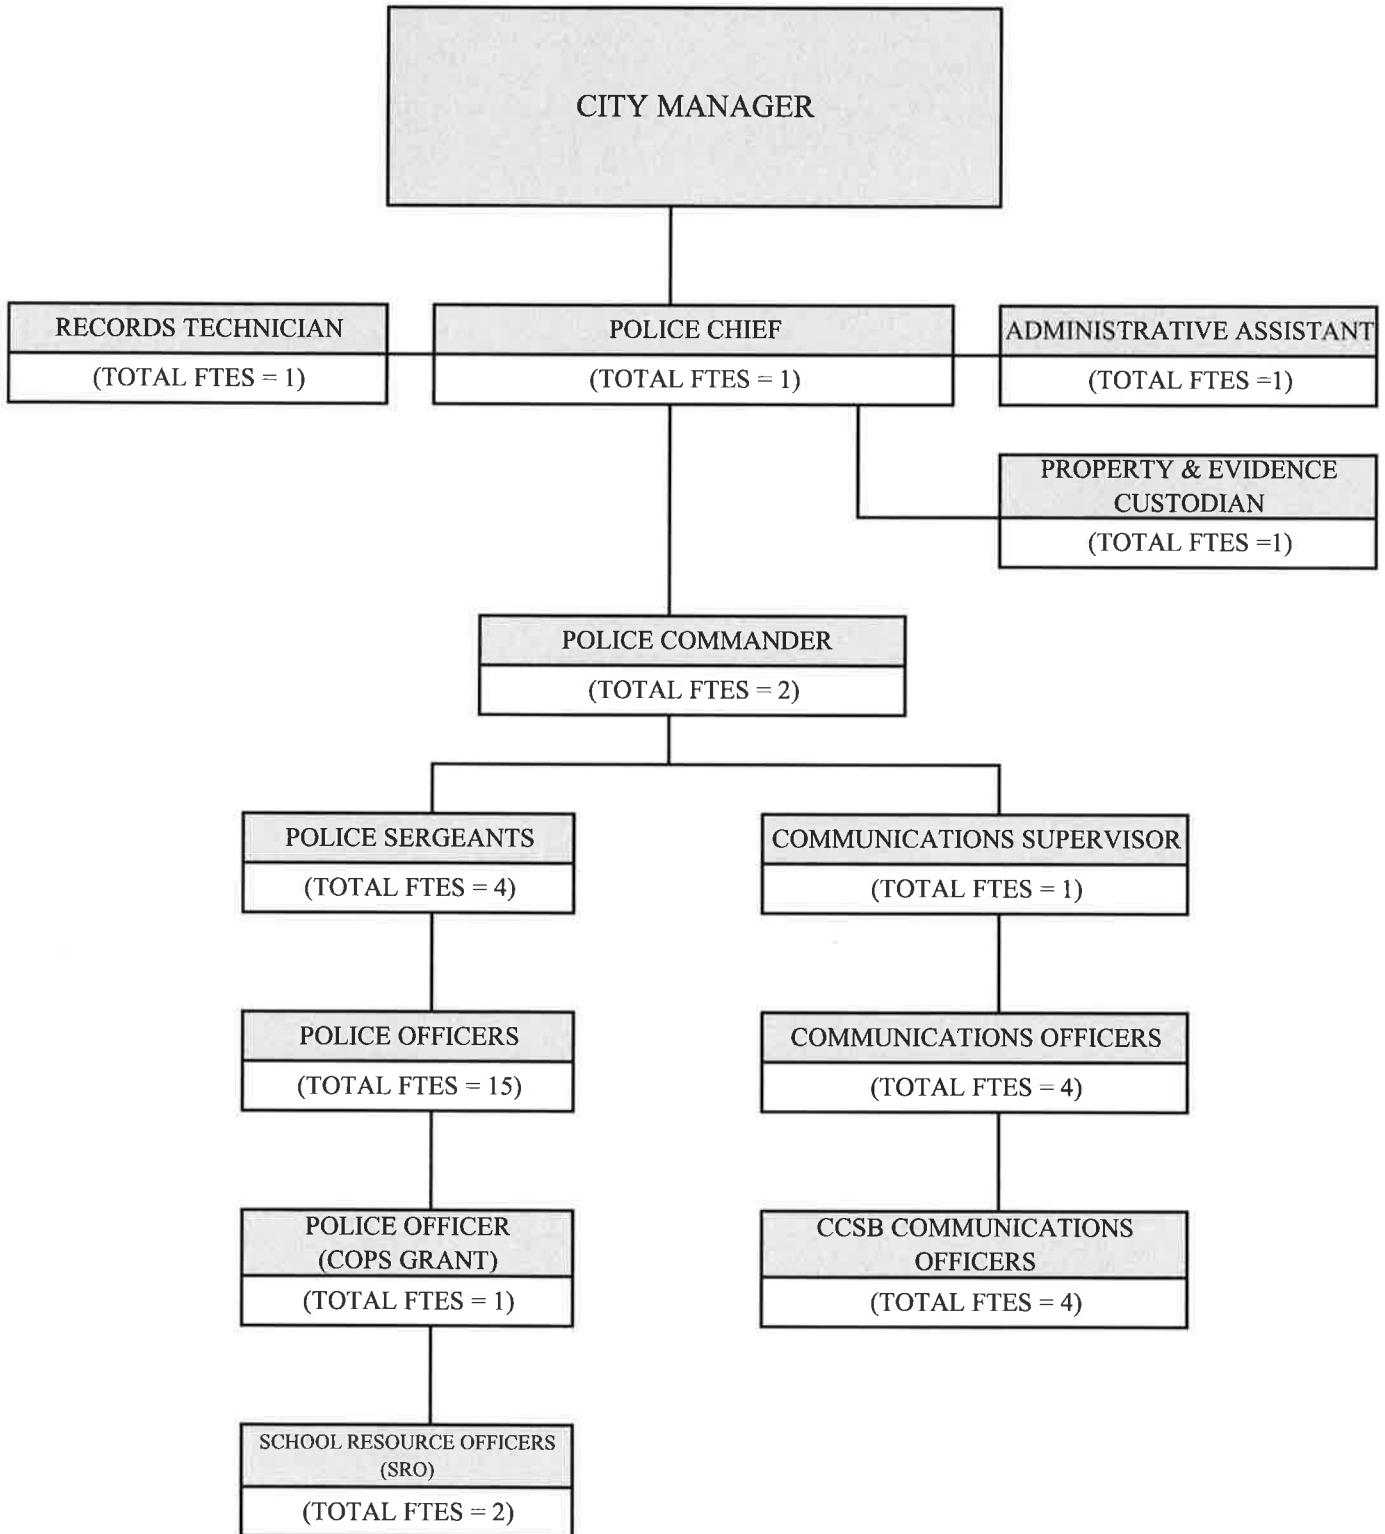 CITY MANAGER
RECORDS TECHNICIAN
(TOTAL FTES = 1)
POLICE CHIEF
(TOTAL FTES = 1)
ADMINISTRATIVE ASSISTANT
(TOTAL FTES =1)
PROPERTY & EVIDENCE
CUSTODIAN
(TOTAL FTES =1)
POLICE COMMANDER
(TOTAL FTES = 2)
POLICE SERGEANTS
(TOTAL FTES = 4)
COMMUNICATIONS SUPERVISOR
(TOTAL FTES = 1)
POLICE OFFICERS
(TOTAL FTES = 15)
COMMUNICATIONS OFFICERS
(TOTAL FTES = 4)
POLICE OFFICER
(COPS GRANT)
(TOTAL FTES = 1)
CCSB COMMUNICATIONS
OFFICERS
(TOTAL FTES = 4)
SCHOOL RESOURCE OFFICERS
(SRO)
(TOTAL FTES = 2)